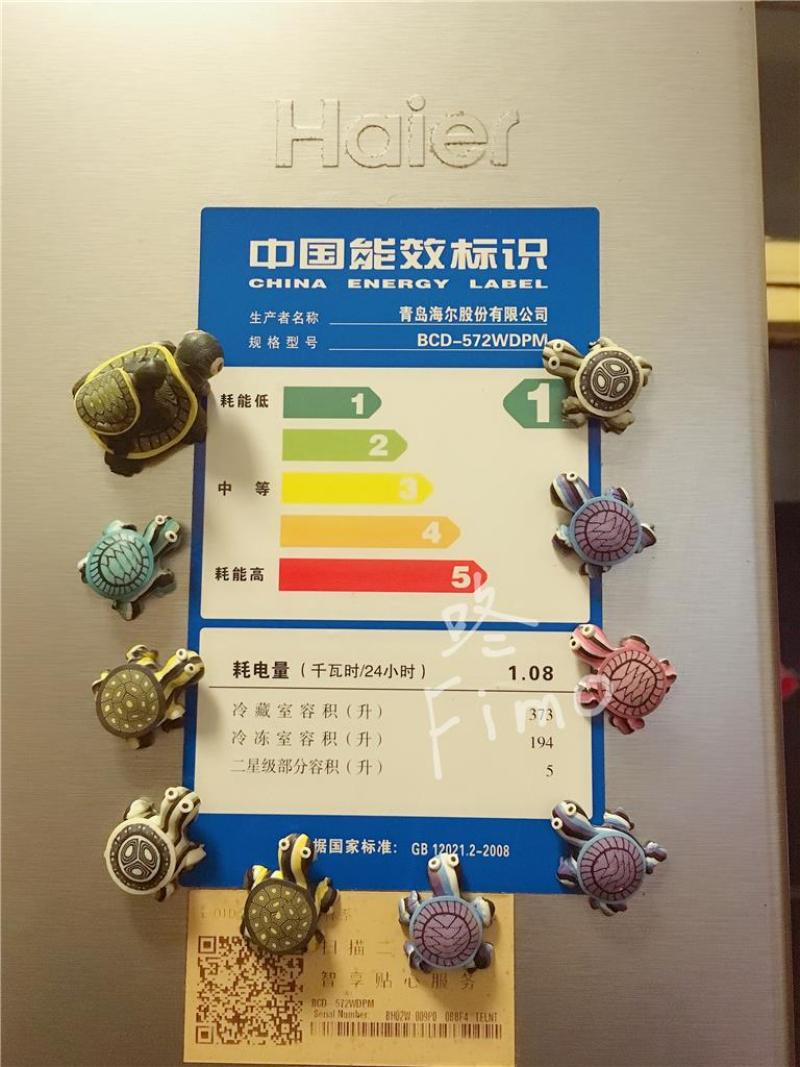 Haier
中国能效标识
CHINA ENERGY LABEL
生产者名称 青岛海尔股份有限公司
规格型号 BCD-572WDPM
耗能低 1 1
2
中 等 3
4
耗能高 5
耗电量（千瓦时/24小时） 1.08
冷藏室容积（升） 373
冷冻室容积（升） 194
二星级部分容积（升） 5
咚
Fimo
据国家标准： GB 12021.2-2008
扫描二
智享贴心服务
BCD-572WDPM
Serial Number: